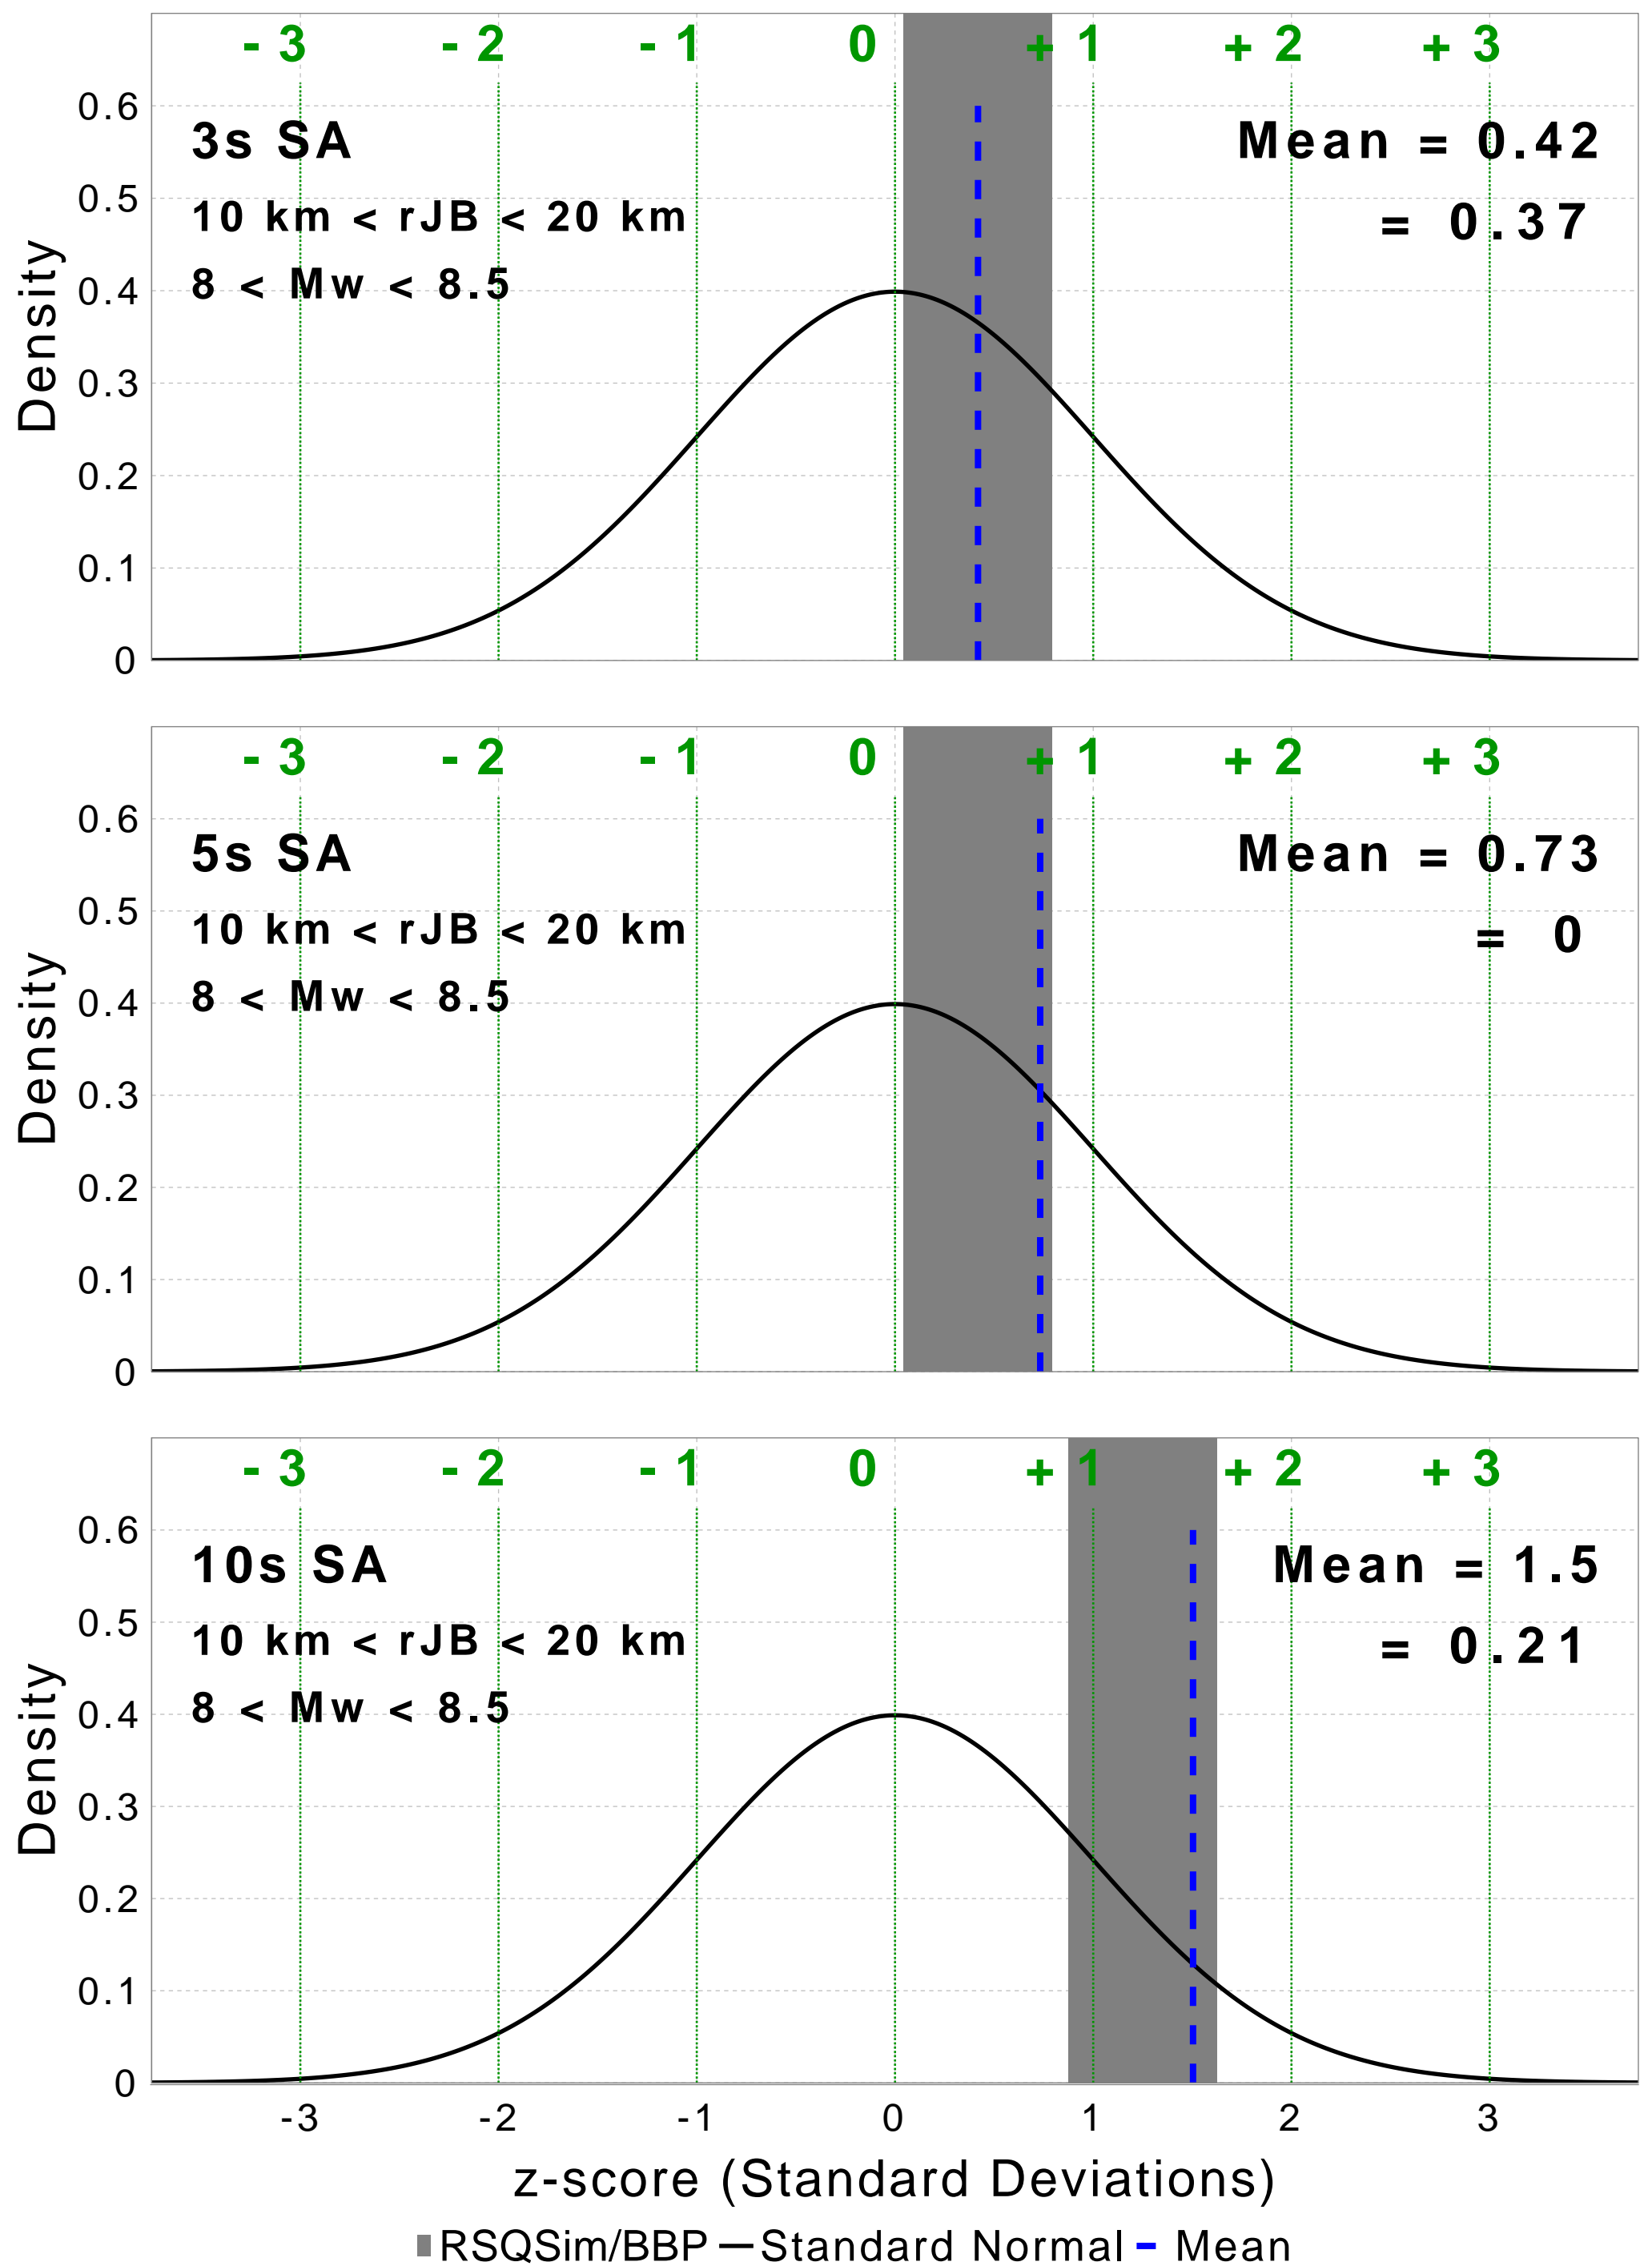 - 3 - 2 - 1 0 + 1 + 2 + 3
0.6
3s SA Mean = 0.42
0.5
10 km < rJB < 20 km = 0.37
8 < Mw < 8.5
0.4
0.3
0.2
0.1
0
Density
- 3 - 2 - 1 0 + 1 + 2 + 3
0.6
5s SA Mean = 0.73
0.5
10 km < rJB < 20 km = 0
8 < Mw < 8.5
0.4
0.3
0.2
0.1
0
Density
- 3 - 2 - 1 0 + 1 + 2 + 3
0.6
10s SA Mean = 1.5
0.5
10 km < rJB < 20 km = 0.21
8 < Mw < 8.5
0.4
0.3
0.2
0.1
0
Density
-3 -2 -1 0 1 2 3
z-score (Standard Deviations)
RSQSim/BBP Standard Normal Mean